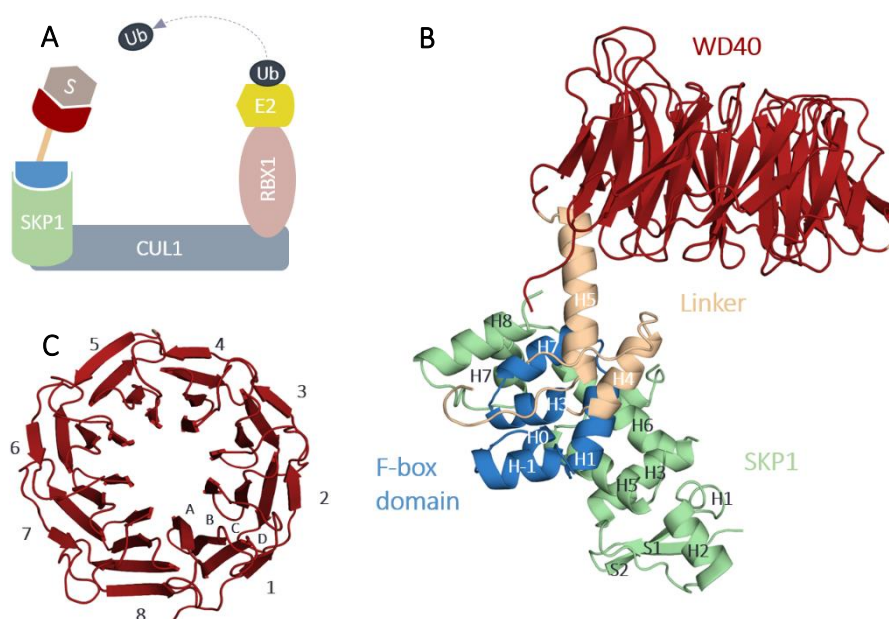 A
Ub
Ub
E2
S
RBX1
SKP1
CUL1
B
WD40
Linker
H5
H8
H7
H7
H4
H3
H6
H0
H1
H-1
H5
H3
H1
F-box
domain
SKP1
S1
H2
S2
C
5
4
3
6
2
7
A
B
C
D
1
8